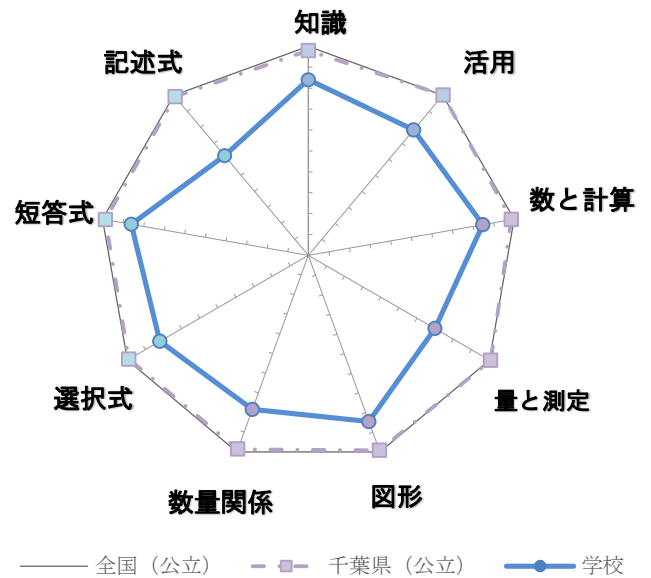 知識
記述式
活用
短答式
数と計算
選択式
量と測定
数量関係
図形
全国（公立）
千葉県（公立）
学校